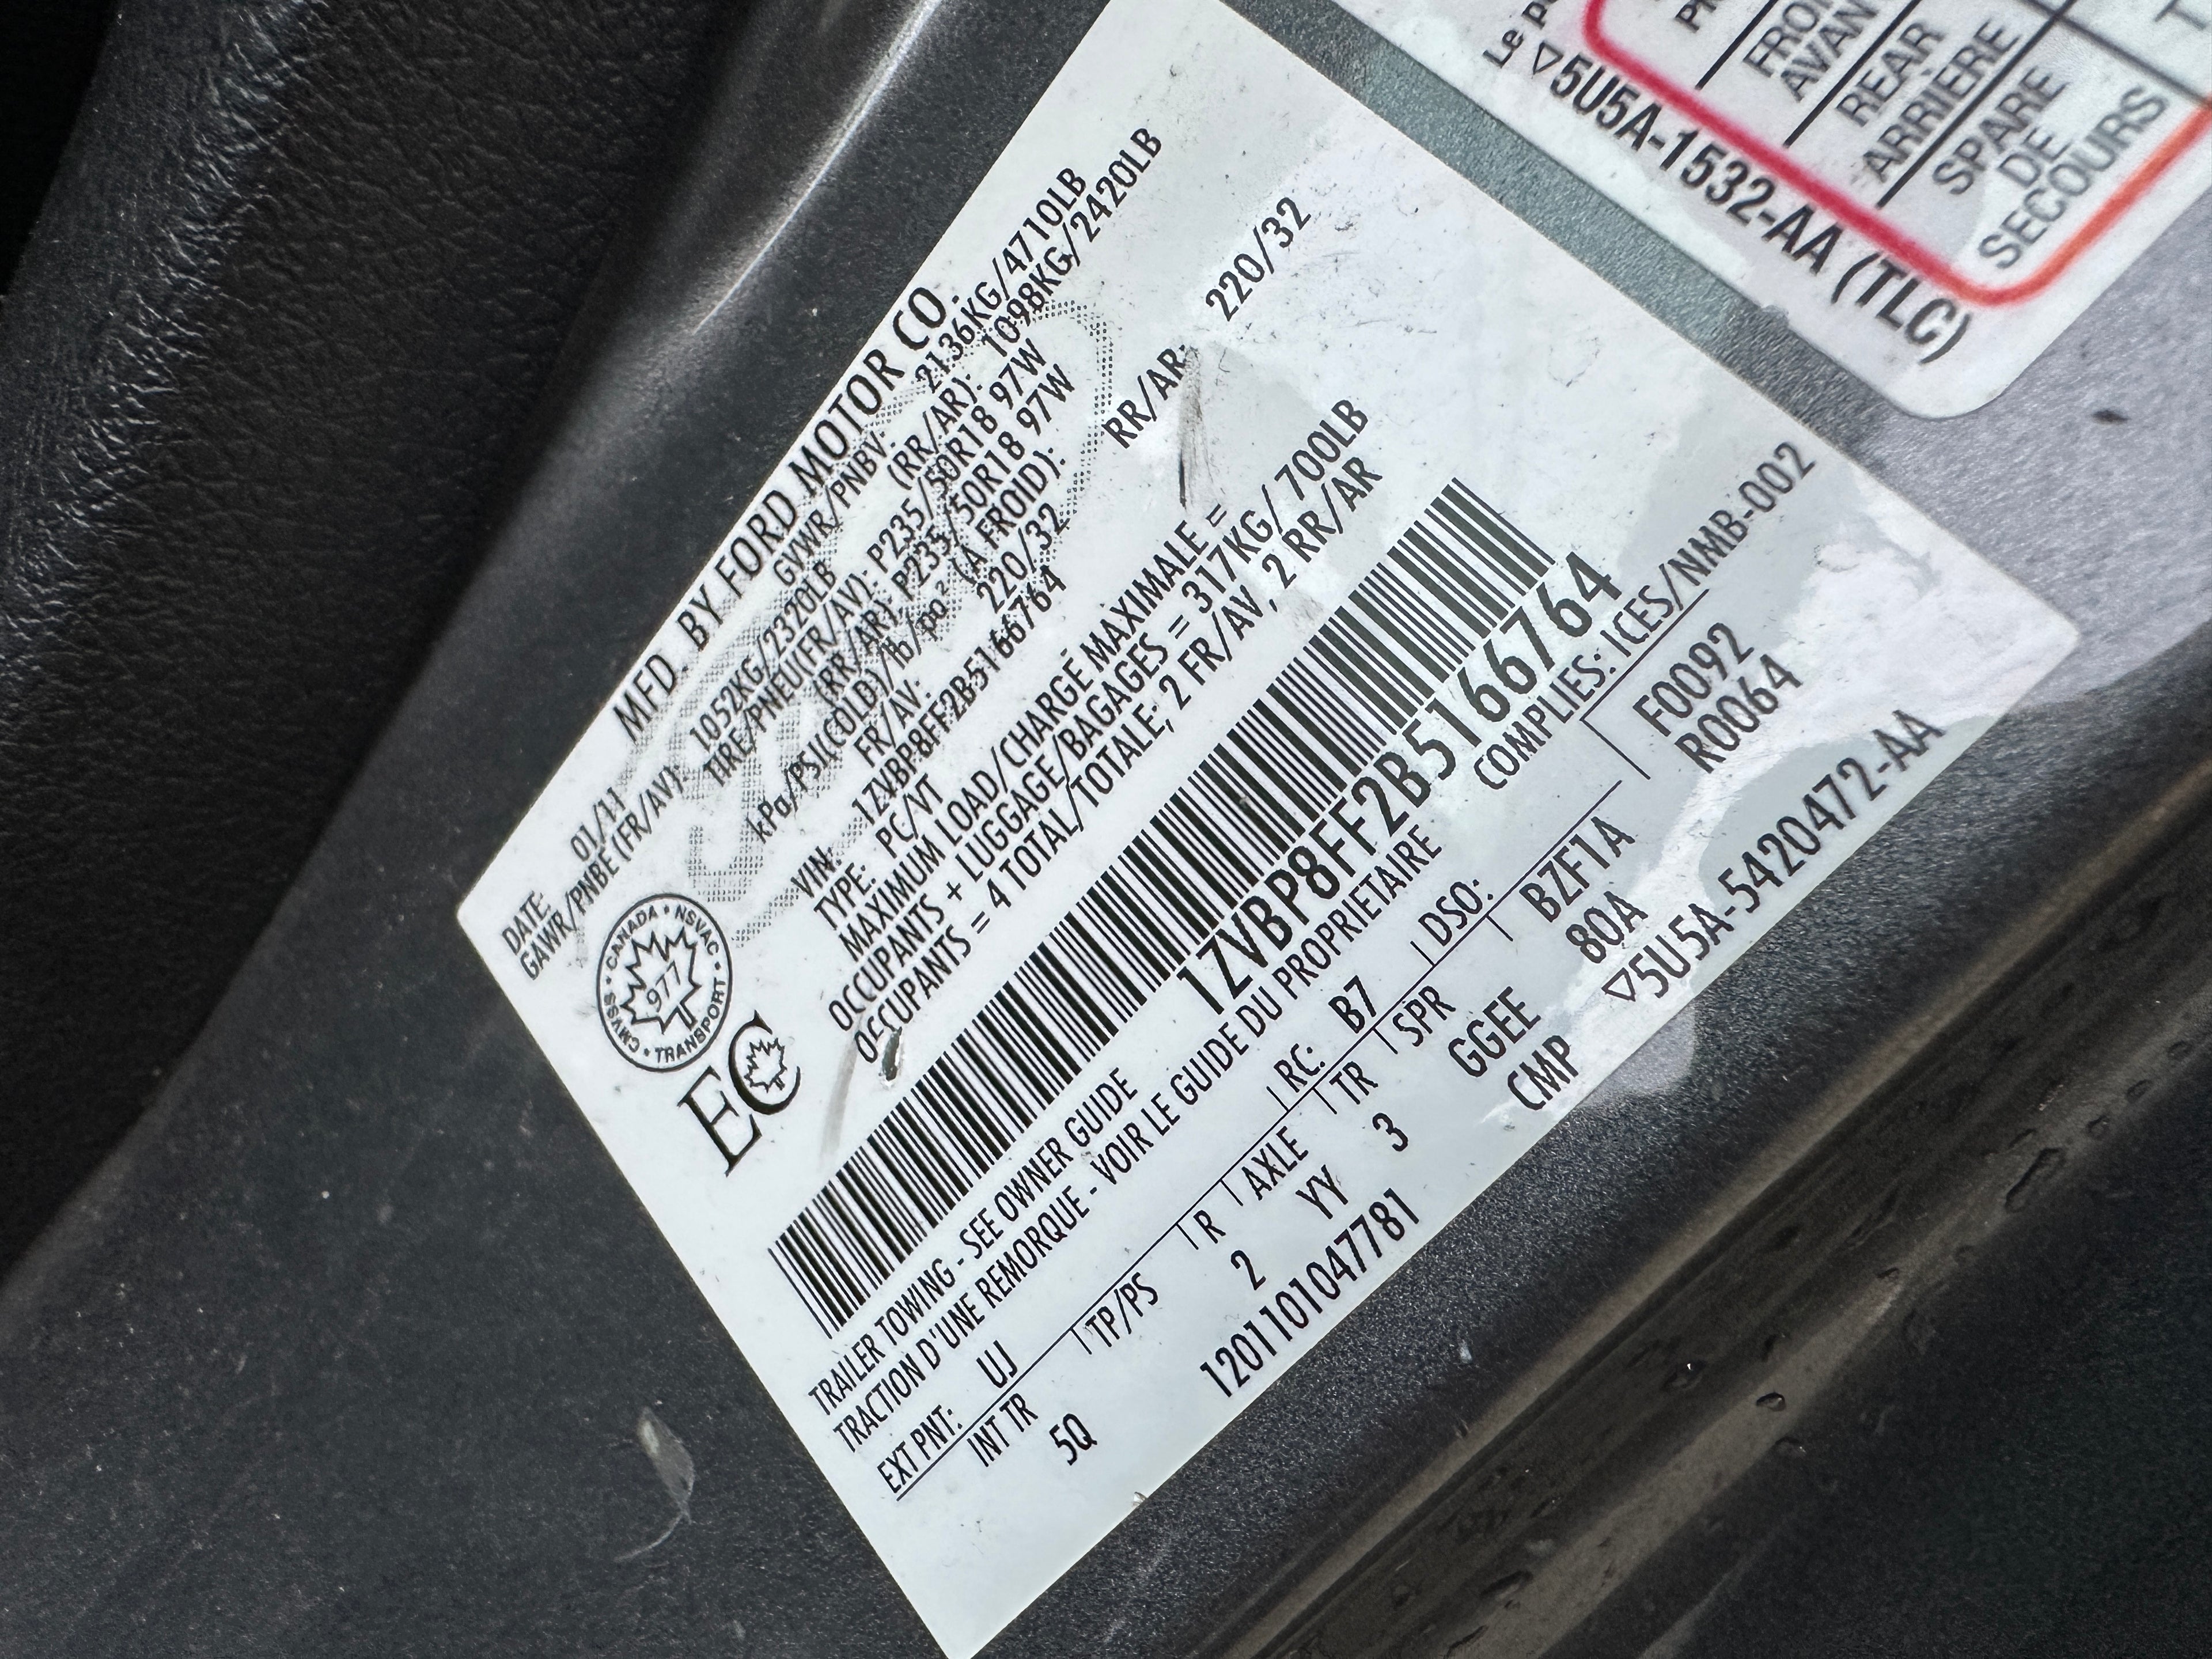 MFD. BY FORD MOTOR CO.
DATE: 01/11 GVWR/PNBV: 2136KG/4710LB
GAWR/PNBE (FR/AV): 1052KG/2320LB (RR/AR): 1098KG/2420LB
TIRE/PNEU(FR/AV): P235/50R18 97W
(RR/AR): P235/50R18 97W
kPa/PSI(COLD)/lb/po² (A FROID):
FR/AV: 220/32 RR/AR: 220/32
VIN: 1ZVBP8FF2B5166764
TYPE: PC/VT
MAXIMUM LOAD/CHARGE MAXIMALE =
OCCUPANTS + LUGGAGE/BAGAGES = 317KG/ 700LB
OCCUPANTS = 4 TOTAL/TOTALE, 2 FR/AV, 2 RR/AR
CANADA • NSVAC • TRANSPORT • CMVSS •
977
EC
1ZVBP8FF2B5166764
TRAILER TOWING - SEE OWNER GUIDE COMPLIES: ICES/NMB-002
TRACTION D'UNE REMORQUE - VOIR LE GUIDE DU PROPRIETAIRE
EXT PNT: UJ RC: B7 DSO: F0092
INT TR TP/PS R AXLE TR SPR BZF1A R0064
5Q 2 YY 3 GGEE 80A
1201101047781 CMP ▽5U5A-5420472-AA
FRON
AVAN
REAR
ARRIÈRE
SPARE
DE
SECOURS
Le p
▽5U5A-1532-AA (TLC)